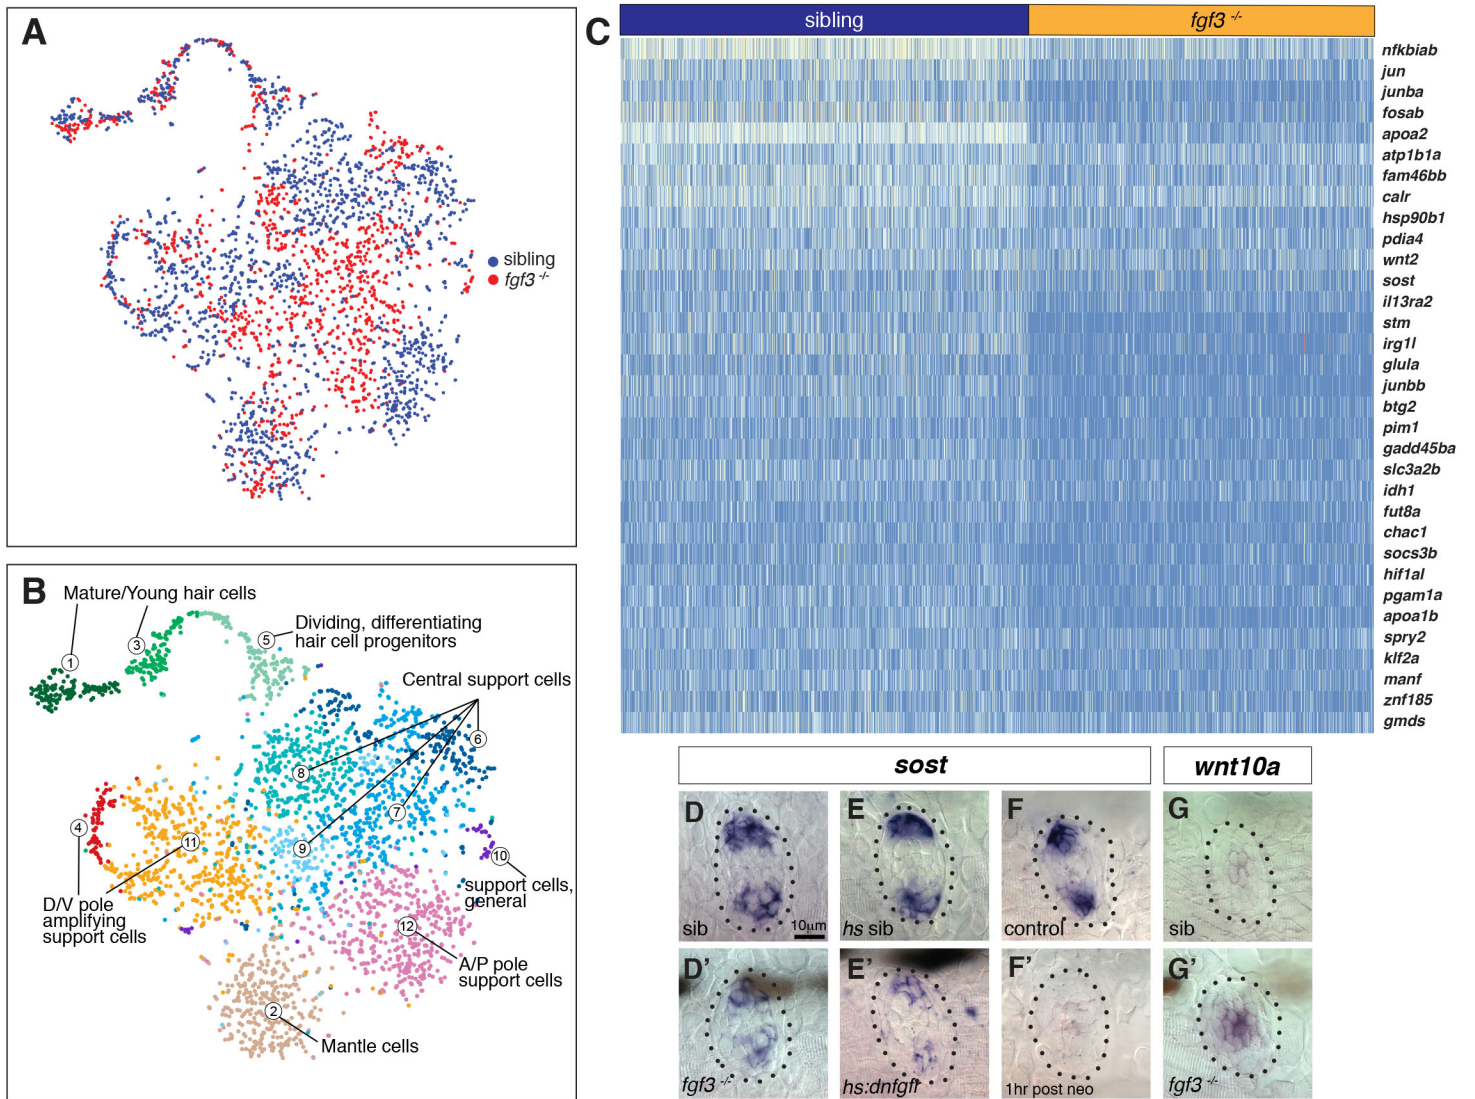 A
sibling
fgf3 -/-
B
Mature/Young hair cells
1
3
5
Dividing, differentiating
hair cell progenitors
Central support cells
6
8
7
9
4
11
10
support cells,
general
D/V pole
amplifying
support cells
12
A/P pole
support cells
2
Mantle cells
C
sibling
fgf3 -/-
nfkbiab
jun
junba
fosab
apoa2
atp1b1a
fam46bb
calr
hsp90b1
pdia4
wnt2
sost
il13ra2
stm
irg1l
glula
junbb
btg2
pim1
gadd45ba
slc3a2b
idh1
fut8a
chac1
socs3b
hif1al
pgam1a
apoa1b
spry2
klf2a
manf
znf185
gmds
sost
wnt10a
D
sib
10µm
E
hs sib
F
control
G
sib
D'
fgf3 -/-
E'
hs:dnfgfr
F'
1hr post neo
G'
fgf3 -/-